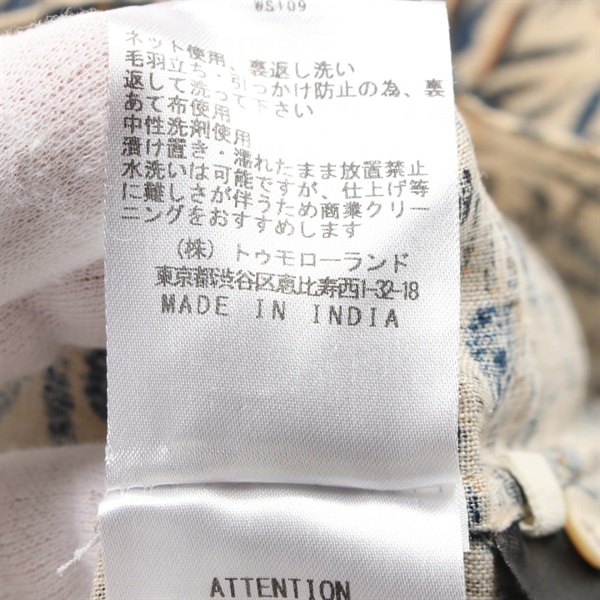 WS109
ネット使用、裏返し洗い
毛羽立ち・引っかけ防止の為、裏
返して洗って下さい
あて布使用
中性洗剤使用
漬け置き・濡れたまま放置禁止
水洗いは可能ですが、仕上げ等
に難しさが伴うため商業クリー
ニングをおすすめします
(株) トゥモローランド
東京都渋谷区恵比寿西1-32-18
MADE IN INDIA
ATTENTION